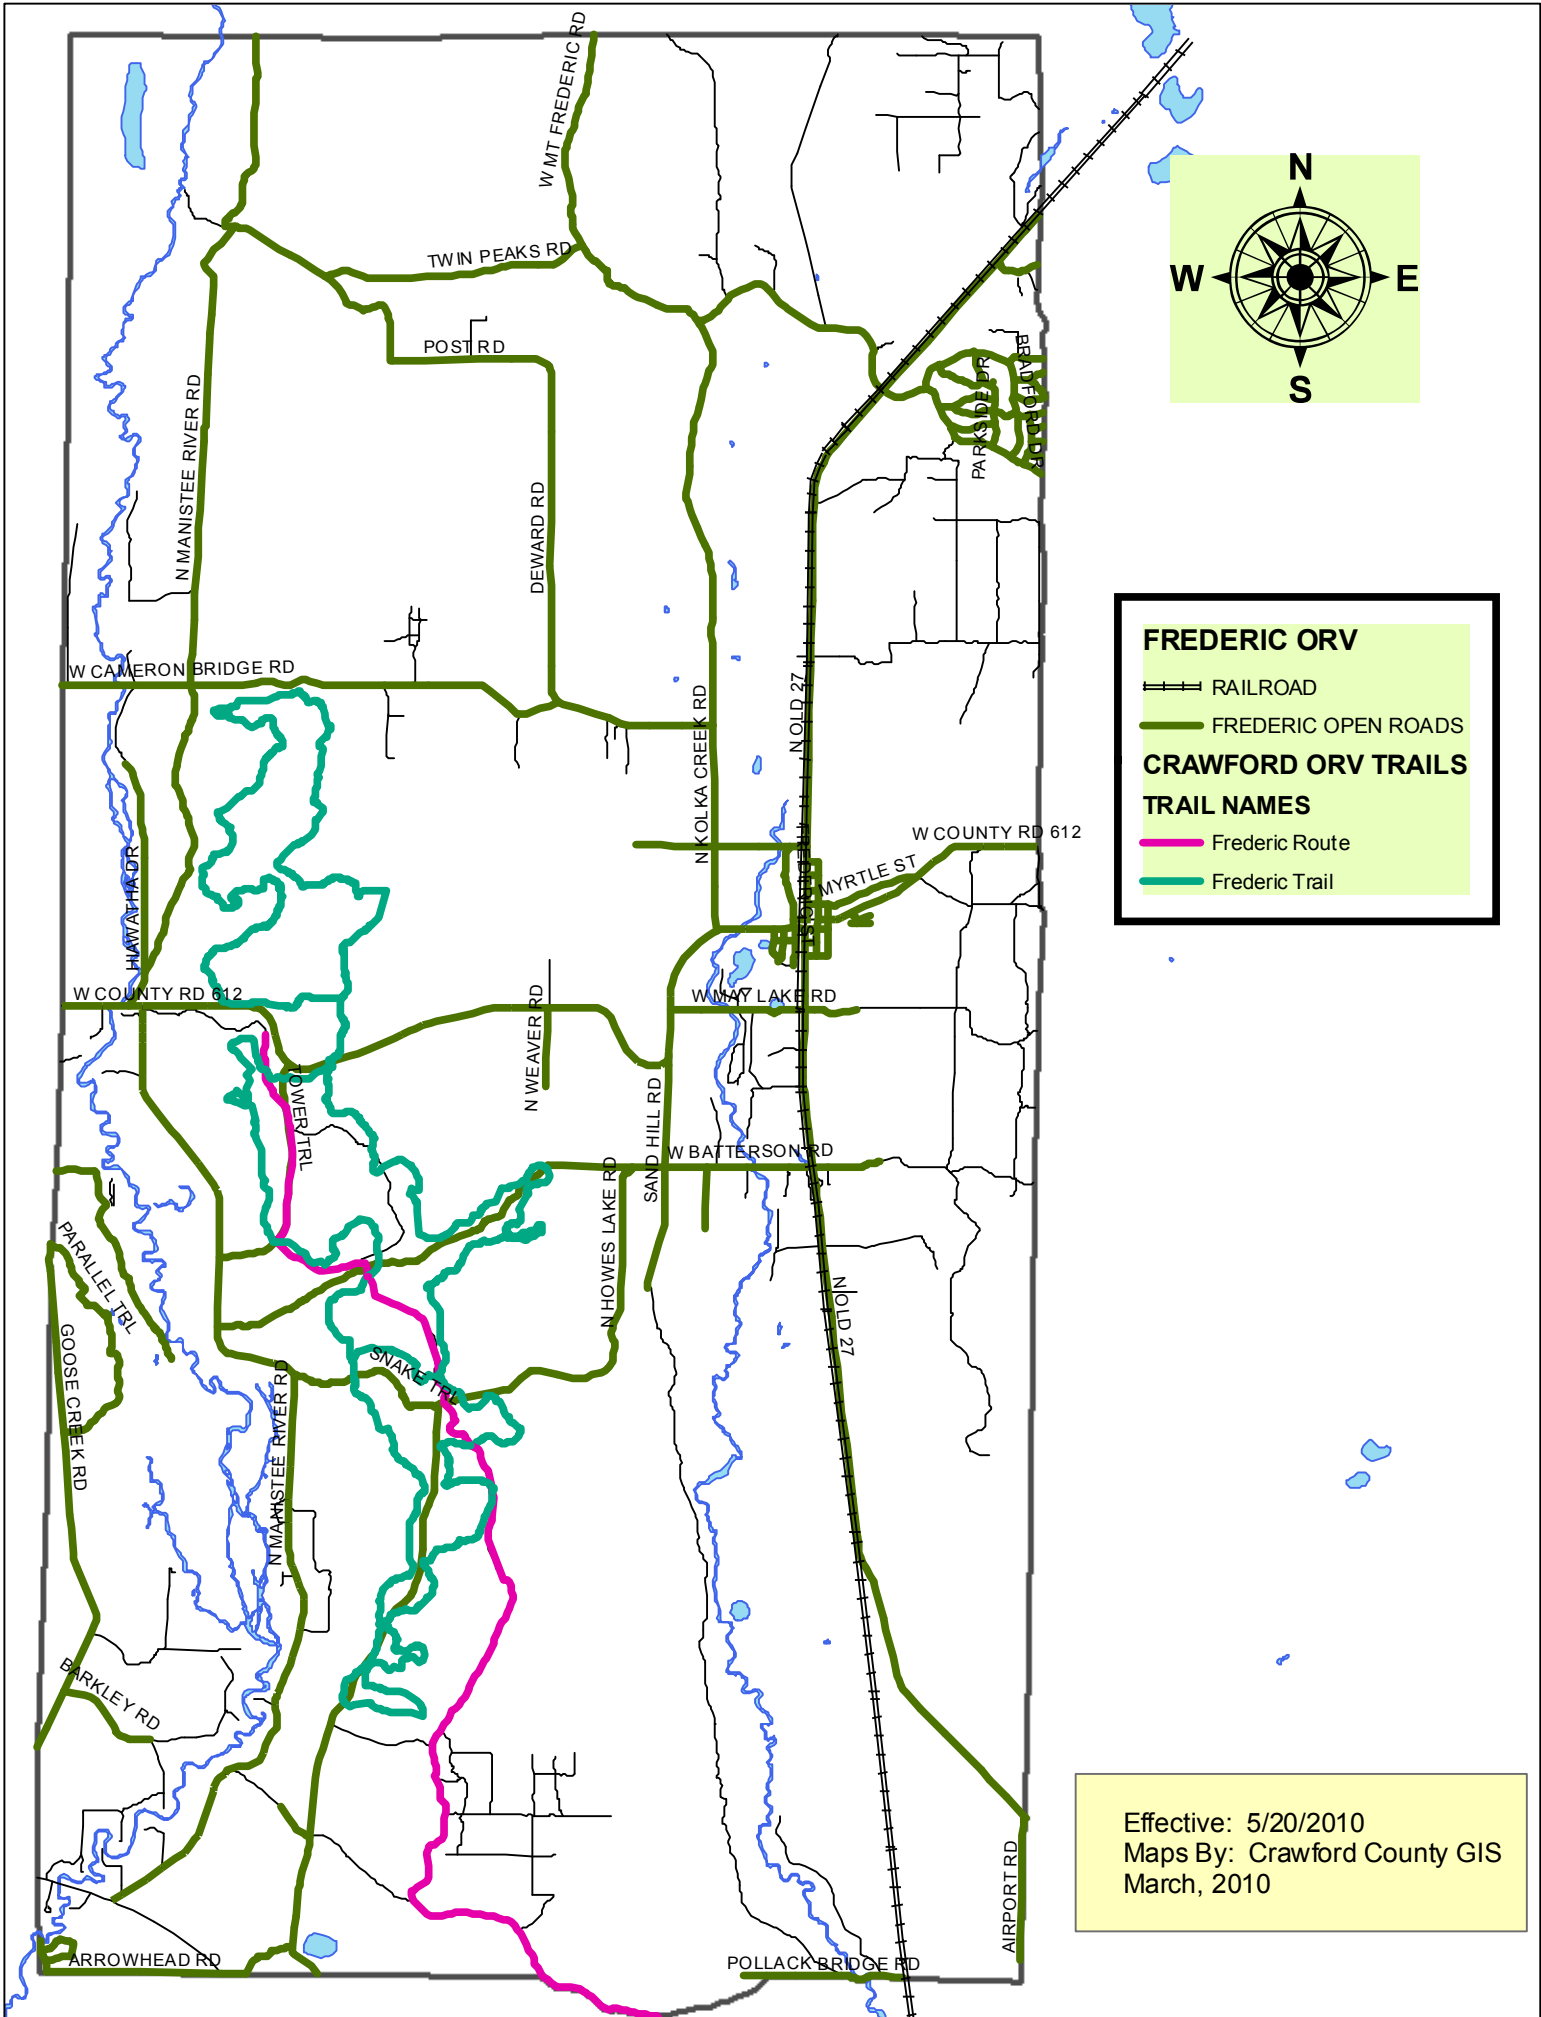 W MT FREDERIC RD
N
TWIN PEAKS RD
W
E
POST RD
PARKSIDE DR
BRADFORD DR
S
N MANISTEE RIVER RD
DEWARD RD
FREDERIC ORV
W CAMERON BRIDGE RD
RAILROAD
N KOLKA CREEK RD
N OLD 27
FREDERIC OPEN ROADS
CRAWFORD ORV TRAILS
TRAIL NAMES
W COUNTY RD 612
Frederic Route
HIAWATHA DR
FREDERIC ST
MYRTLE ST
Frederic Trail
W COUNTY RD 612
N WEAVER RD
W MAY LAKE RD
TOWER TRL
SAND HILL RD
W BATTERSON RD
PARALLEL TRL
N HOWES LAKE RD
N OLD 27
GOOSE CREEK RD
SNAKE TRL
N MANISTEE RIVER RD
BARKLEY RD
Effective: 5/20/2010
Maps By: Crawford County GIS
March, 2010
AIRPORT RD
ARROWHEAD RD
POLLACK BRIDGE RD